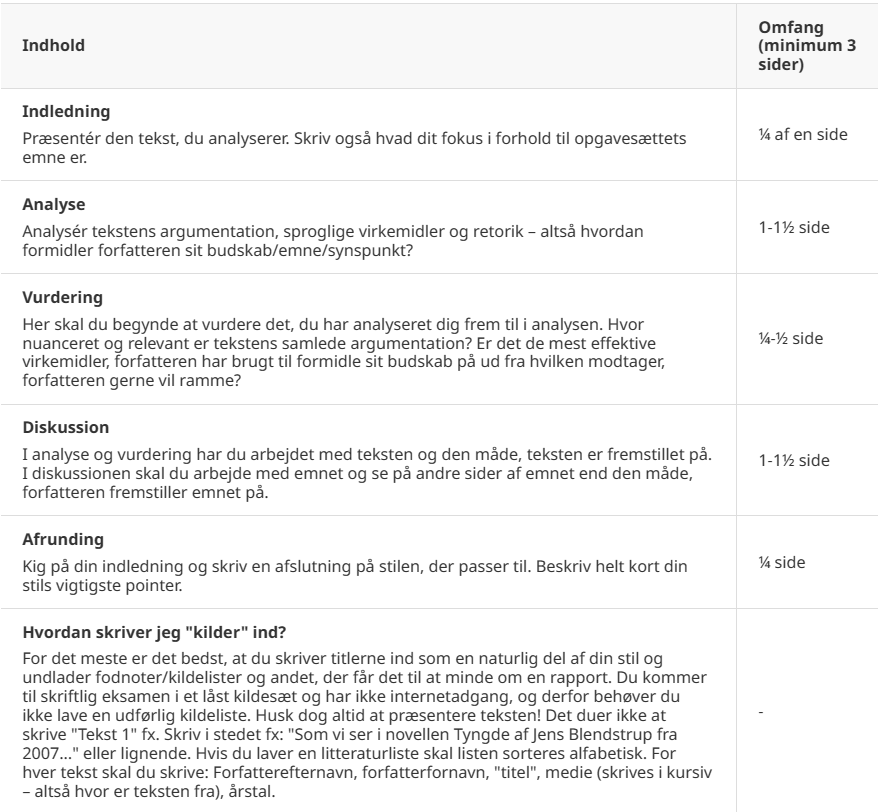 Indhold
Omfang
(minimum 3
sider)
Indledning
Præsentér den tekst, du analyserer. Skriv også hvad dit fokus i forhold til opgavesættets
emne er.
¼ af en side
Analyse
Analysér tekstens argumentation, sproglige virkemidler og retorik – altså hvordan
formidler forfatteren sit budskab/emne/synspunkt?
1-1½ side
Vurdering
Her skal du begynde at vurdere det, du har analyseret dig frem til i analysen. Hvor
nuanceret og relevant er tekstens samlede argumentation? Er det de mest effektive
virkemidler, forfatteren har brugt til formidle sit budskab på ud fra hvilken modtager,
forfatteren gerne vil ramme?
¼-½ side
Diskussion
I analyse og vurdering har du arbejdet med teksten og den måde, teksten er fremstillet på.
I diskussionen skal du arbejde med emnet og se på andre sider af emnet end den måde,
forfatteren fremstiller emnet på.
1-1½ side
Afrunding
Kig på din indledning og skriv en afslutning på stilen, der passer til. Beskriv helt kort din
stils vigtigste pointer.
¼ side
Hvordan skriver jeg "kilder" ind?
For det meste er det bedst, at du skriver titlerne ind som en naturlig del af din stil og
undlader fodnoter/kildelister og andet, der får det til at minde om en rapport. Du kommer
til skriftlig eksamen i et låst kildesæt og har ikke internetadgang, og derfor behøver du
ikke lave en udførlig kildeliste. Husk dog altid at præsentere teksten! Det duer ikke at
skrive "Tekst 1" fx. Skriv i stedet fx: "Som vi ser i novellen Tyngde af Jens Blendstrup fra
2007..." eller lignende. Hvis du laver en litteraturliste skal listen sorteres alfabetisk. For
hver tekst skal du skrive: Forfatterefternavn, forfatterfornavn, "titel", medie (skrives i kursiv
– altså hvor er teksten fra), årstal.
-